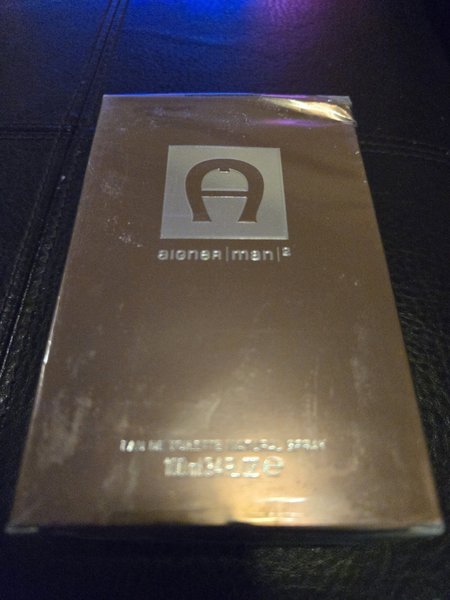 aigner|man|²
EAU DE TOILETTE NATURAL SPRAY
100ml 3.4 FL.OZ. ℮